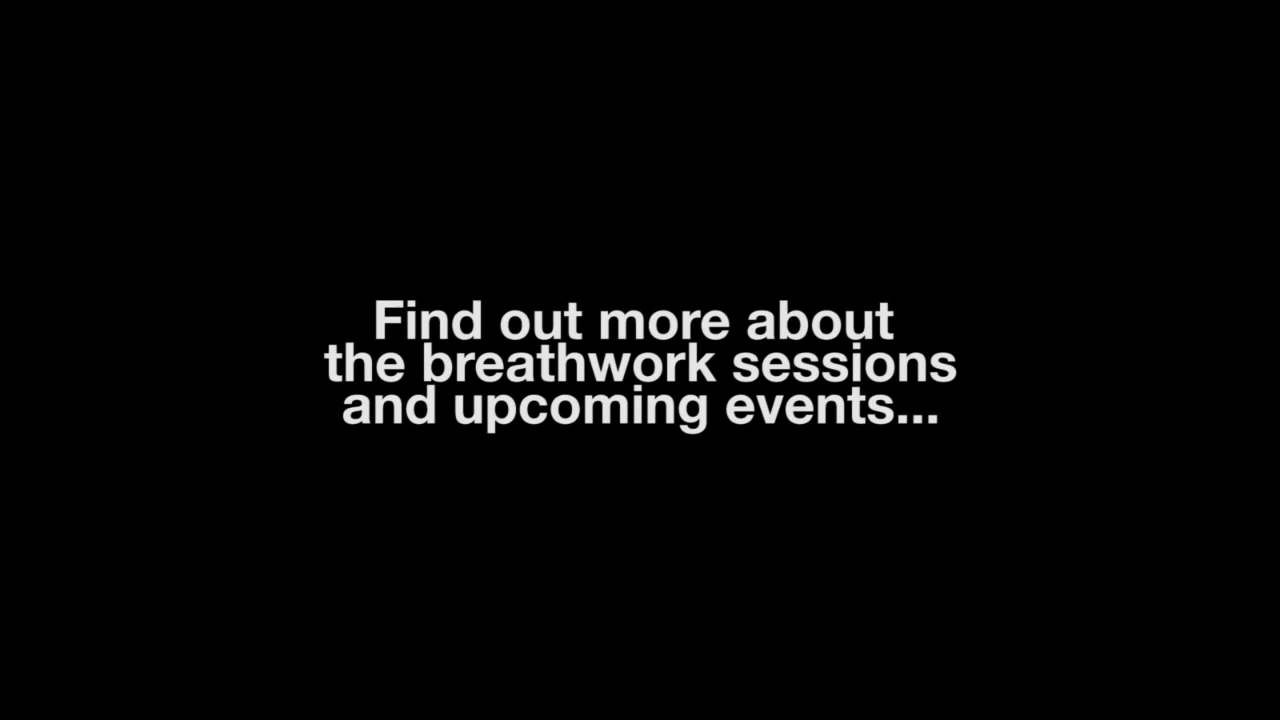 Find out more about
the breathwork sessions
and upcoming events...